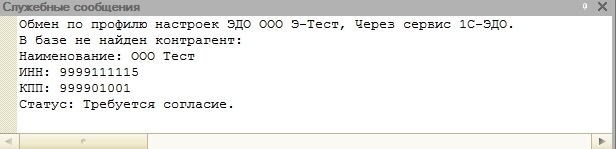 Служебные сообщения
Обмен по профилю настроек ЭДО ООО Э-Тест, Через сервис 1С-ЭДО.
В базе не найден контрагент:
Наименование: ООО Тест
ИНН: 9999111115
КПП: 999901001
Статус: Требуется согласие.